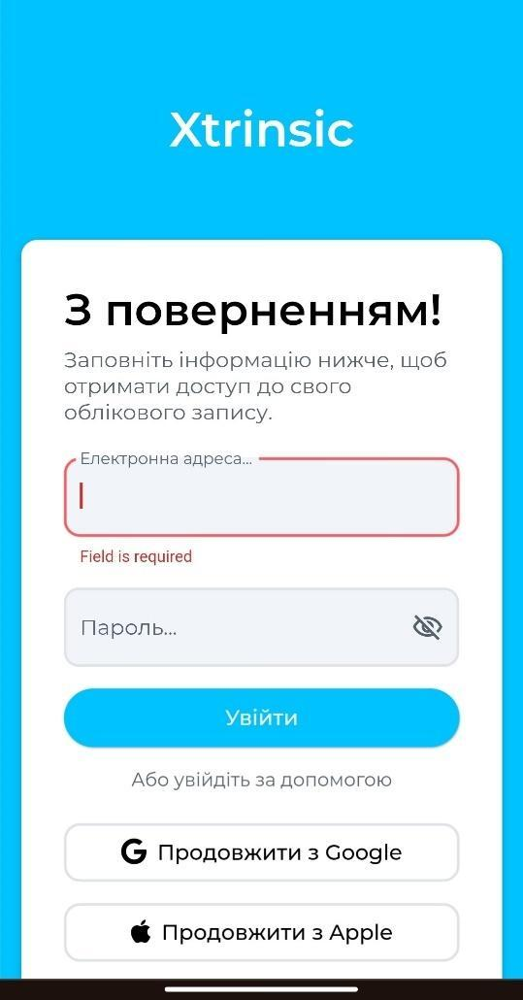 Xtrinsic
З поверненням!
Заповніть інформацію нижче, щоб
отримати доступ до свого
облікового запису.
Електронна адреса...
Field is required
Пароль...
Увійти
Або увійдіть за допомогою
Продовжити з Google
Продовжити з Apple